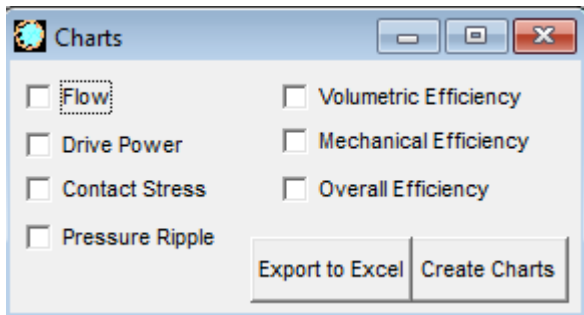 Charts
Flow
Volumetric Efficiency
Drive Power
Mechanical Efficiency
Contact Stress
Overall Efficiency
Pressure Ripple
Export to Excel
Create Charts